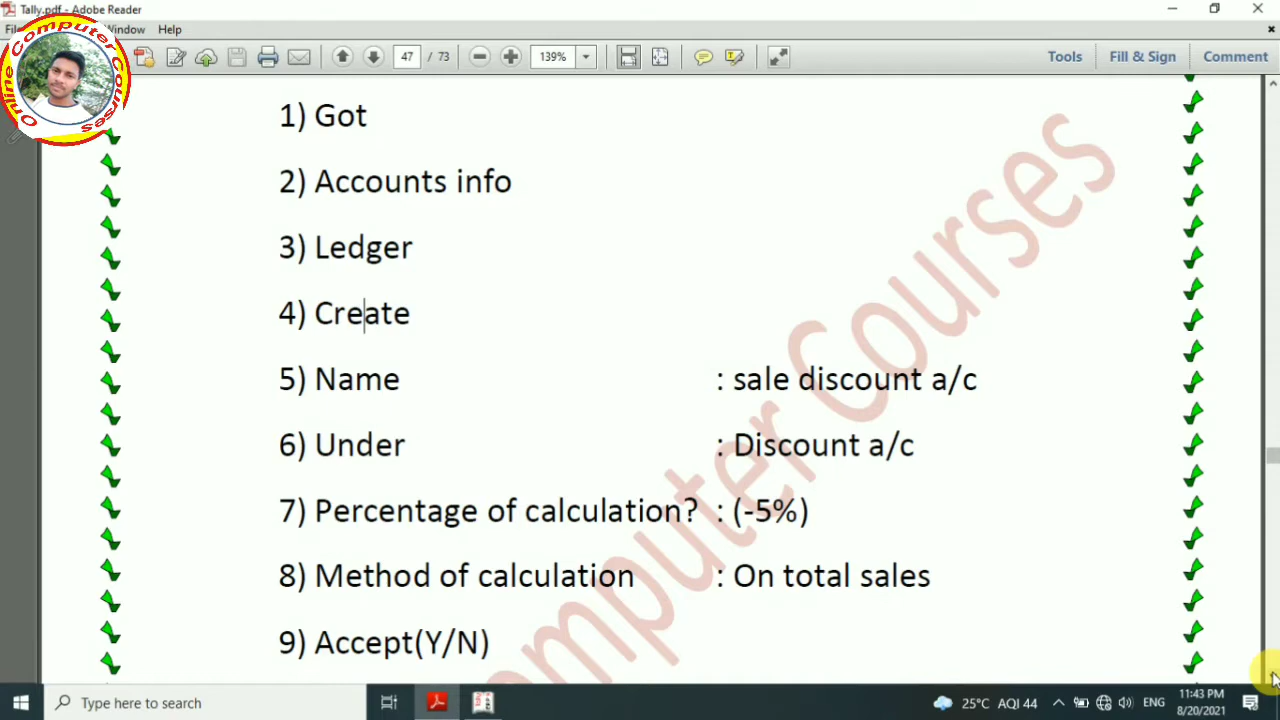 Tally.pdf - Adobe Reader
Window Help
47 / 73 139% Tools Fill & Sign Comment
Online Computer Courses
1) Got
2) Accounts info
3) Ledger
4) Create
5) Name : sale discount a/c
6) Under : Discount a/c
7) Percentage of calculation? : (-5%)
8) Method of calculation : On total sales
9) Accept(Y/N)
Computer Courses
Type here to search 25°C AQI 44 ENG 11:43 PM
8/20/2021